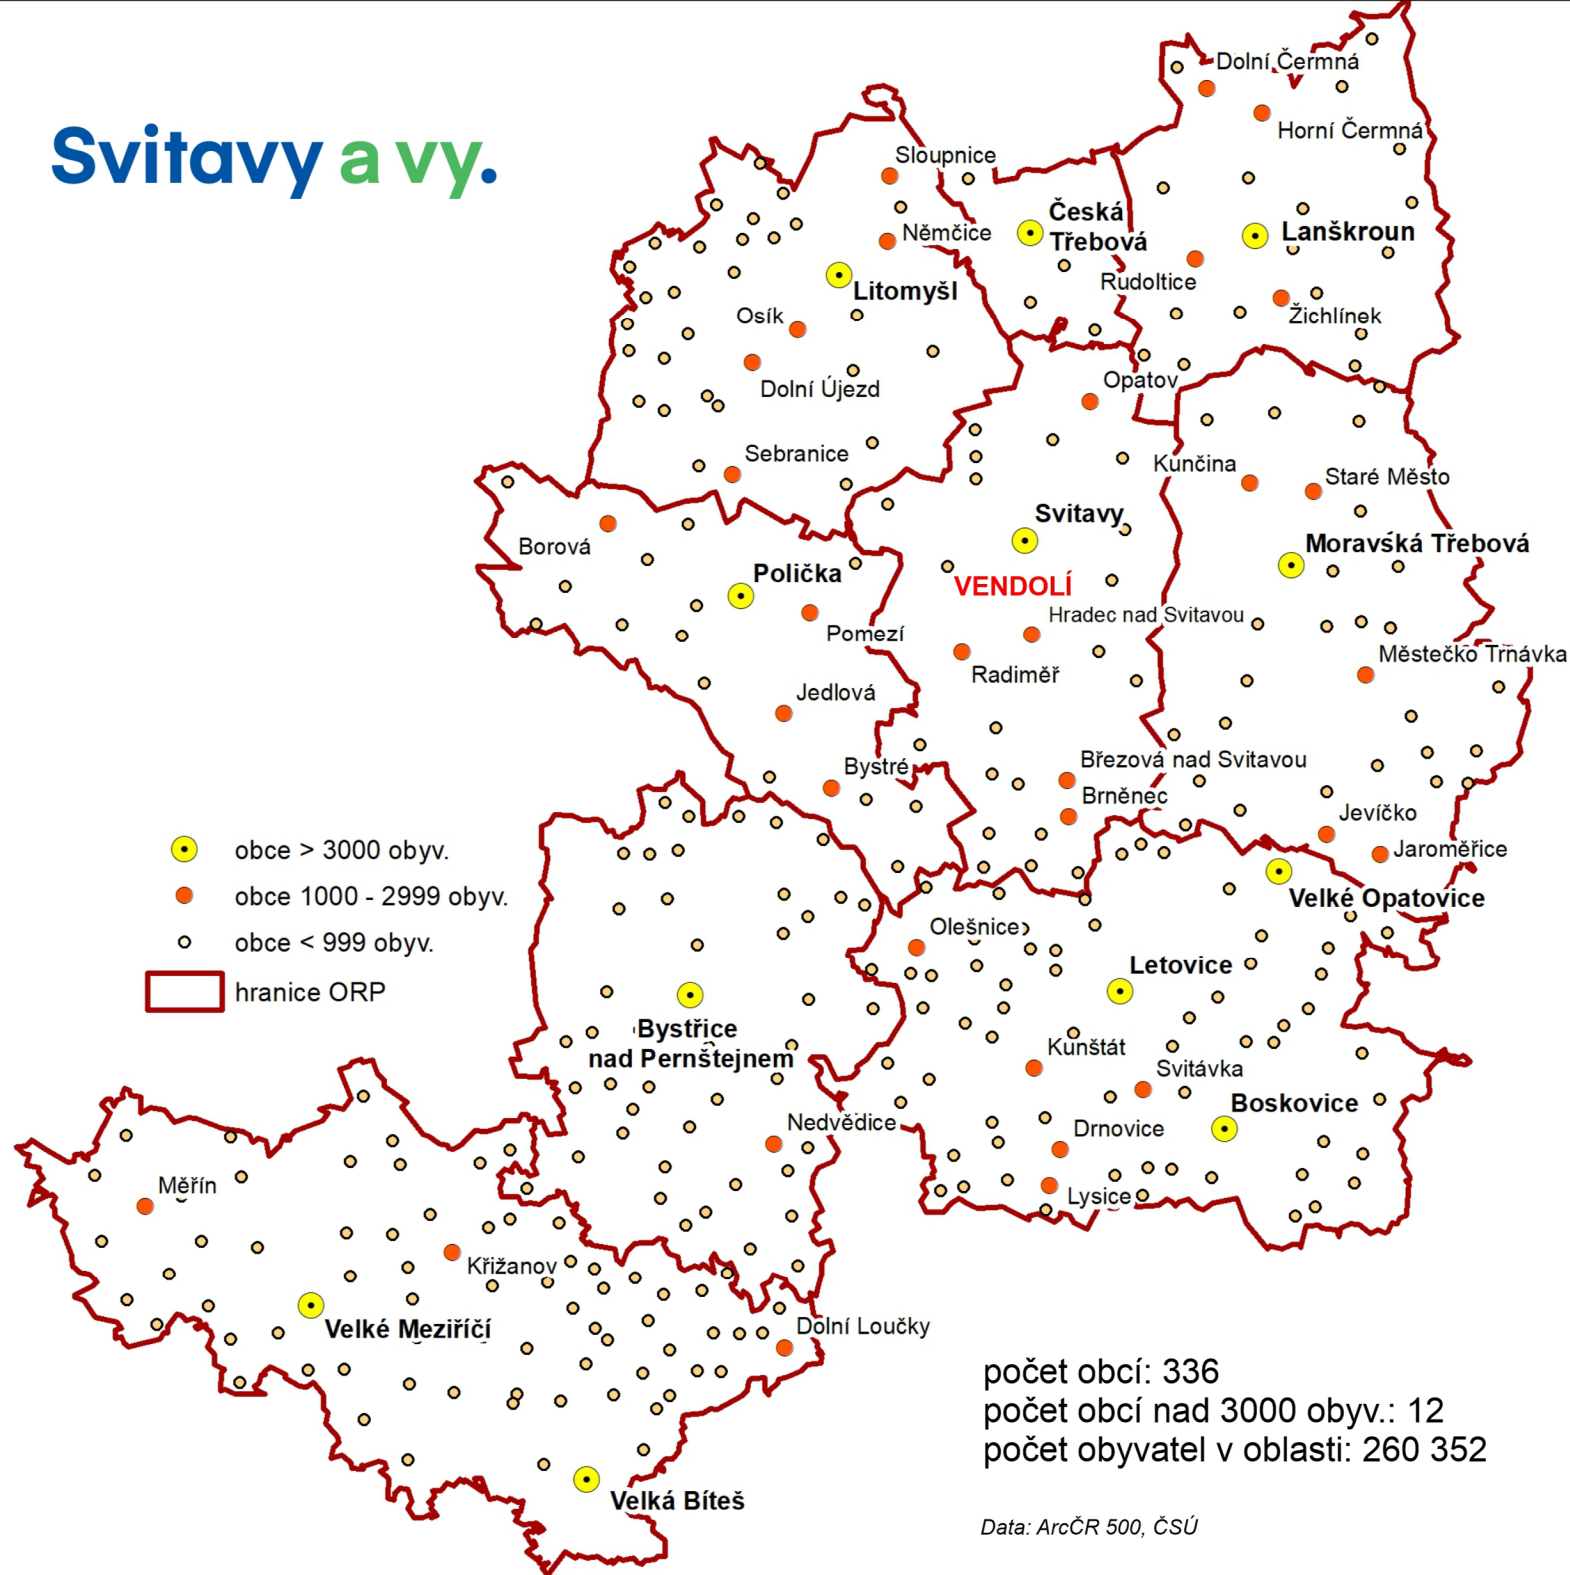 Svitavy a vy.
Dolní Čermná
Horní Čermná
Sloupnice
Česká
Třebová
Němčice
Lanškroun
Litomyšl
Rudoltice
Osík
Žichlínek
Dolní Újezd
Opatov
Sebranice
Kunčina
Staré Město
Svitavy
Borová
Moravská Třebová
Polička
VENDOLÍ
Hradec nad Svitavou
Pomezí
Radiměř
Městečko Trnávka
Jedlová
Bystré
Březová nad Svitavou
Brněnec
Jevíčko
Jaroměřice
obce > 3000 obyv.
obce 1000 - 2999 obyv.
obce < 999 obyv.
hranice ORP
Velké Opatovice
Olešnice
Letovice
Bystřice
nad Pernštejnem
Kunštát
Svitávka
Boskovice
Nedvědice
Drnovice
Měřín
Lysice
Křižanov
Velké Meziříčí
Dolní Loučky
počet obcí: 336
počet obcí nad 3000 obyv.: 12
počet obyvatel v oblasti: 260 352
Velká Bíteš
Data: ArcČR 500, ČSÚ